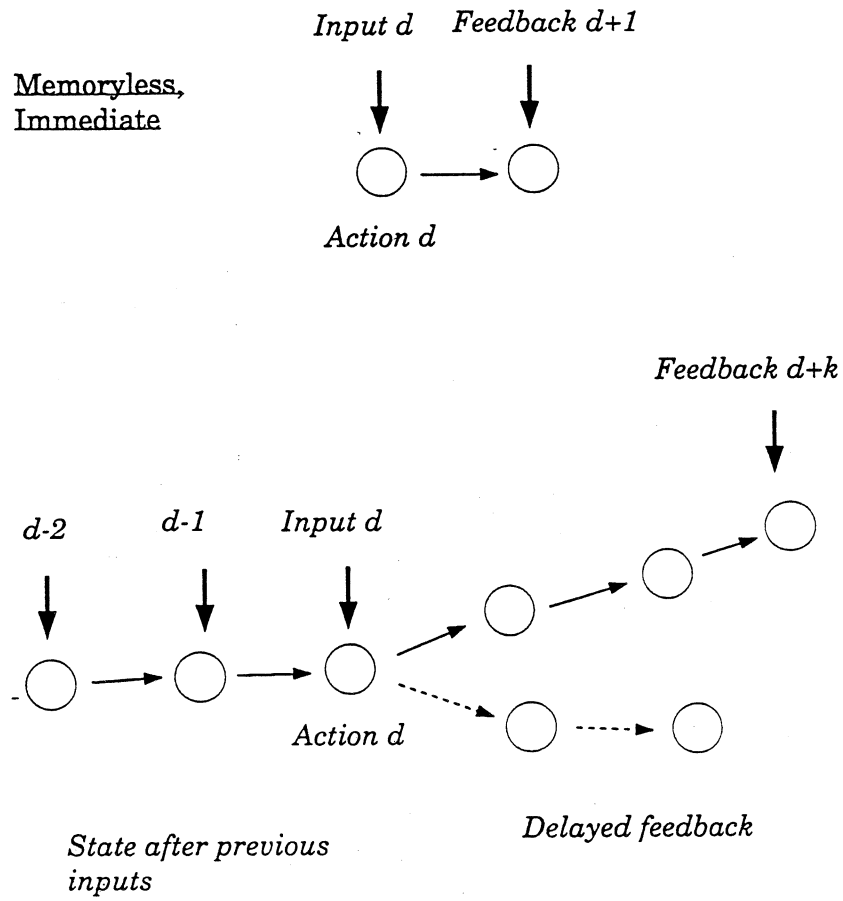 Input d Feedback d+1
Memoryless,
Immediate
Action d
Feedback d+k
d-2 d-1 Input d
Action d
Delayed feedback
State after previous
inputs